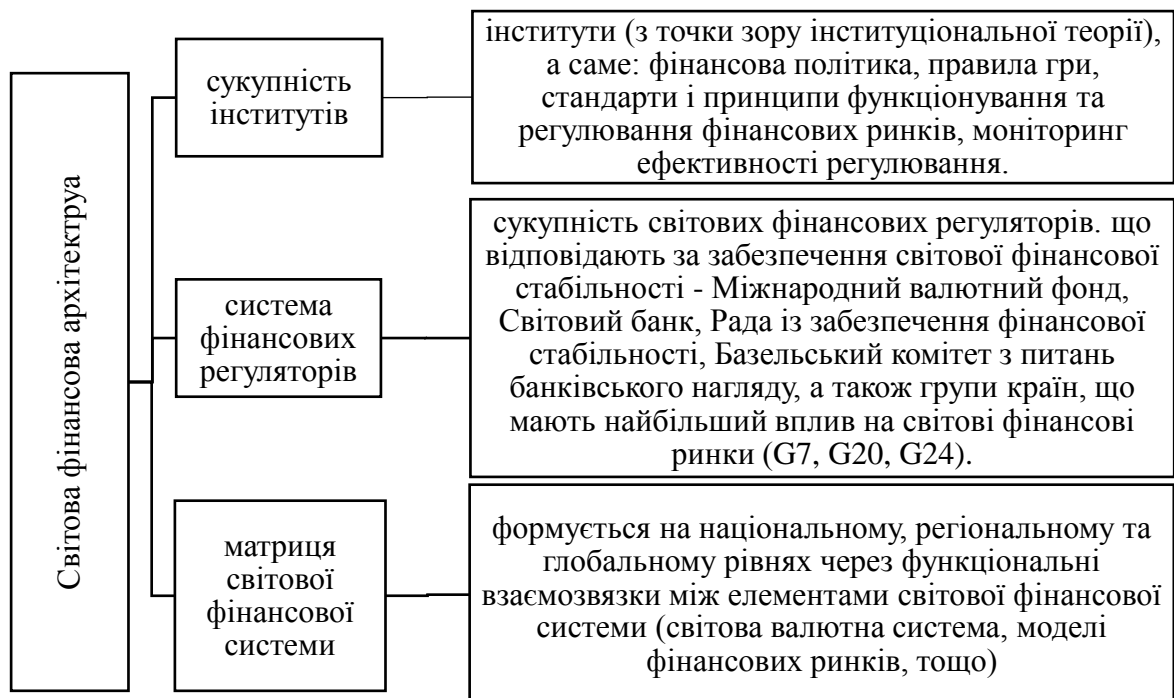 Світова фінансова архітектруа
сукупність
інститутів
інститути (з точки зору інституціональної теорії),
а саме: фінансова політика, правила гри,
стандарти і принципи функціонування та
регулювання фінансових ринків, моніторинг
ефективності регулювання.
система
фінансових
регуляторів
сукупність світових фінансових регуляторів. що
відповідають за забезпечення світової фінансової
стабільності - Міжнародний валютний фонд,
Світовий банк, Рада із забезпечення фінансової
стабільності, Базельський комітет з питань
банківського нагляду, а також групи країн, що
мають найбільший вплив на світові фінансові
ринки (G7, G20, G24).
матриця
світової
фінансової
системи
формується на національному, регіональному та
глобальному рівнях через функціональні
взаємозвязки між елементами світової фінансової
системи (світова валютна система, моделі
фінансових ринків, тощо)